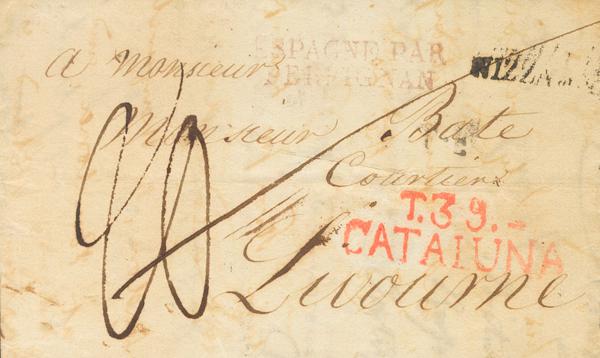 ESPAGNE PAR
PERPIGNAN
NIZZA
a Monsieur
Monsieur Bate
Courtier
T.39.
CATALUÑA
Livourne